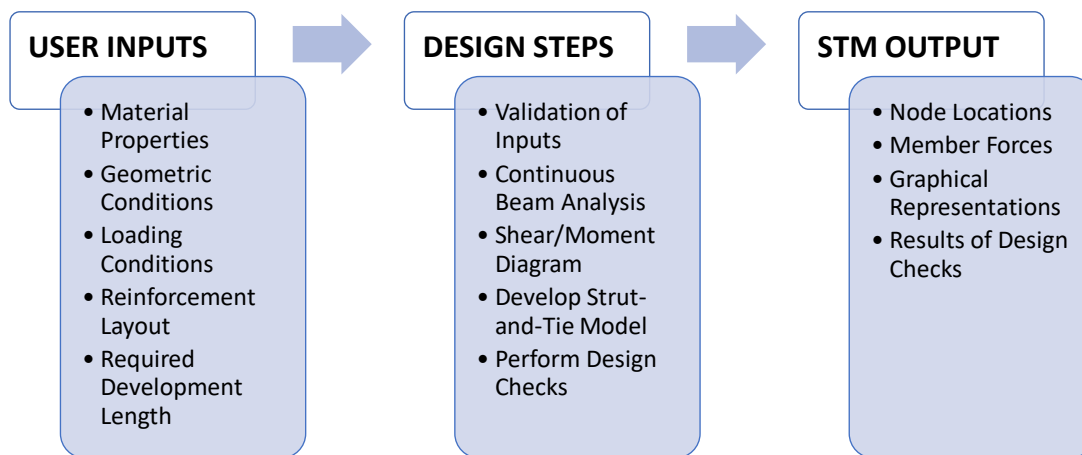 USER INPUTS
• Material
Properties
• Geometric
Conditions
• Loading
Conditions
• Reinforcement
Layout
• Required
Development
Length
DESIGN STEPS
• Validation of
Inputs
• Continuous
Beam Analysis
• Shear/Moment
Diagram
• Develop Strut-
and-Tie Model
• Perform Design
Checks
STM OUTPUT
• Node Locations
• Member Forces
• Graphical
Representations
• Results of Design
Checks